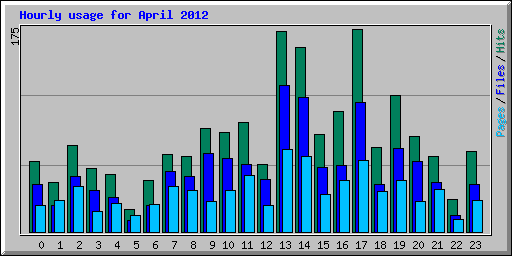 Hourly usage for April 2012
175
Pages/Files/Hits
0 1 2 3 4 5 6 7 8 9 10 11 12 13 14 15 16 17 18 19 20 21 22 23